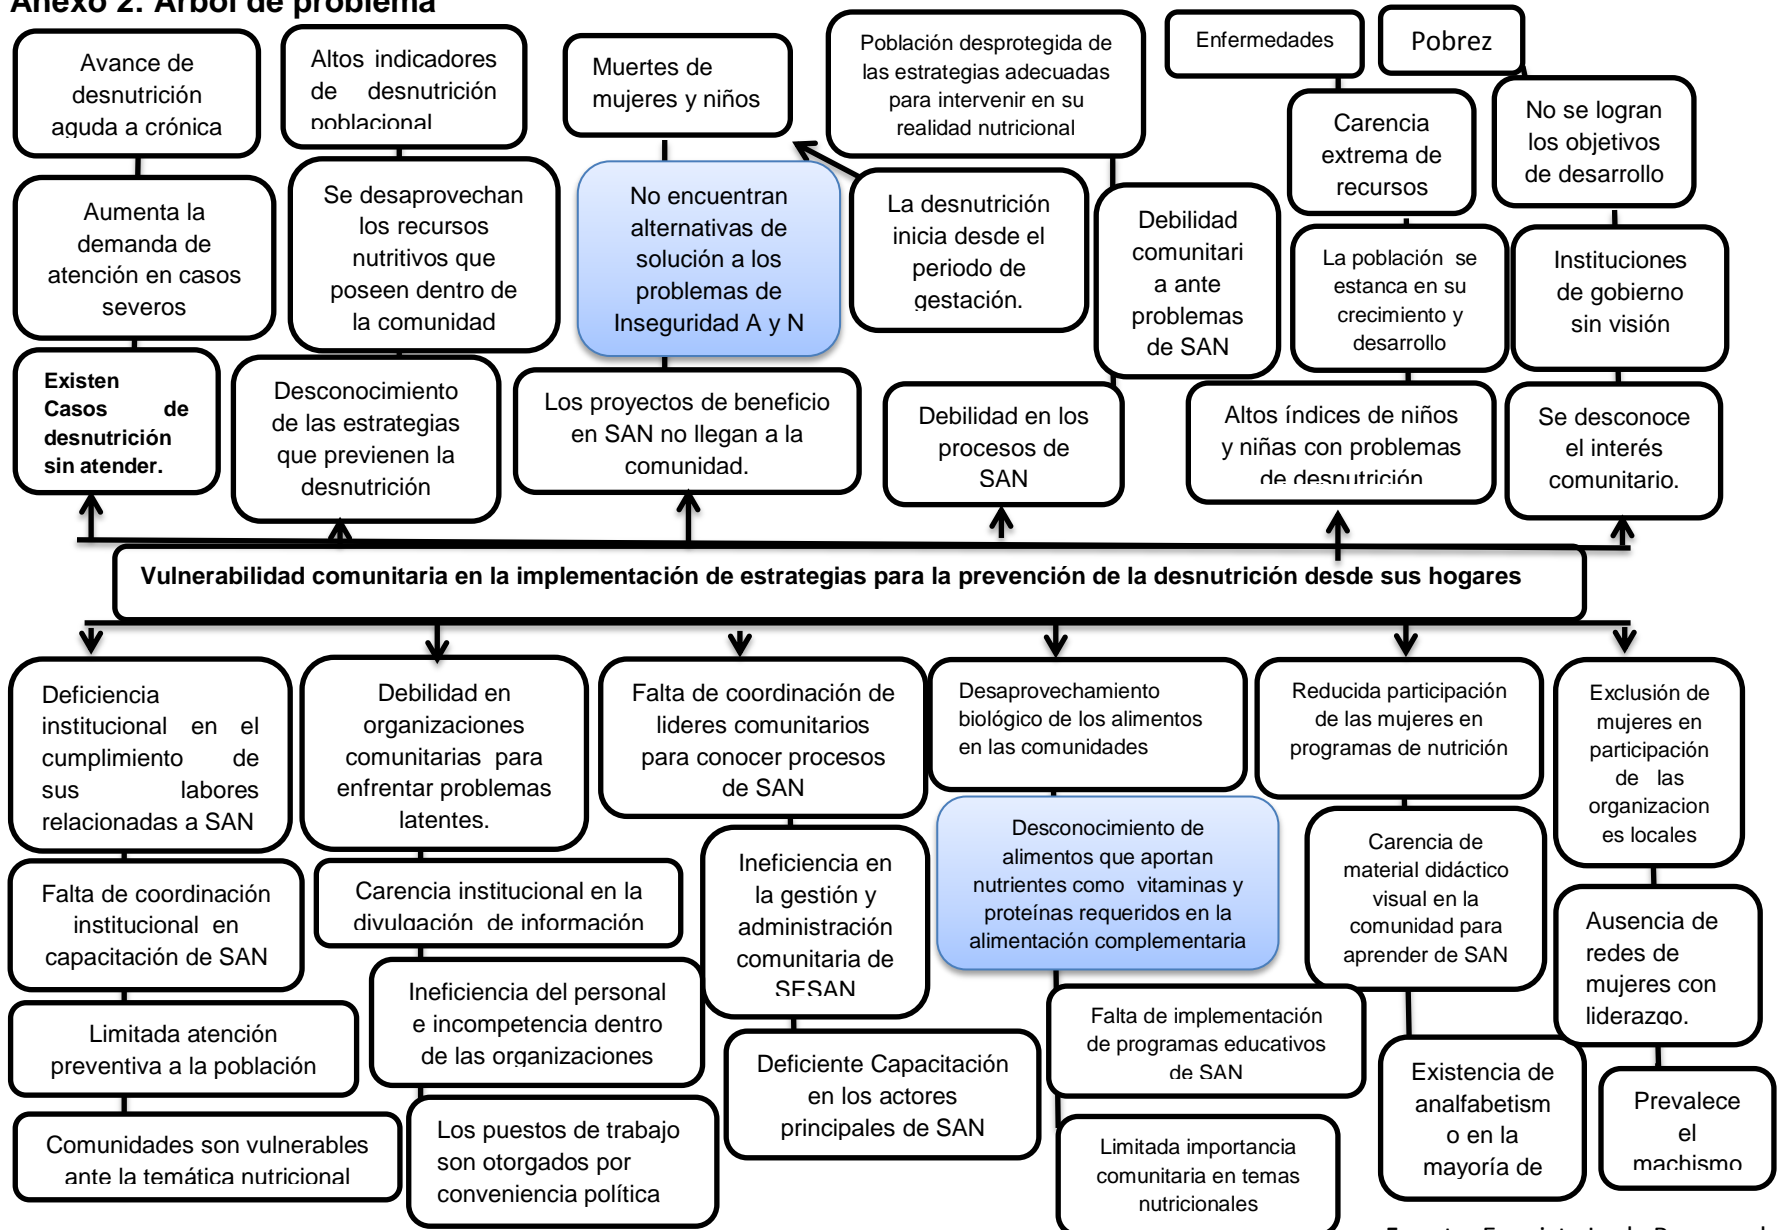 Anexo 2. Árbol de problema
Avance de
desnutrición
aguda a crónica
Altos indicadores
de desnutrición
poblacional
Muertes de
mujeres y niños
Población desprotegida de
las estrategias adecuadas
para intervenir en su
realidad nutricional
Enfermedades
Pobrez
Carencia
extrema de
recursos
No se logran
los objetivos
de desarrollo
Aumenta la
demanda de
atención en casos
severos
Se desaprovechan
los recursos
nutritivos que
poseen dentro de
la comunidad
No encuentran
alternativas de
solución a los
problemas de
Inseguridad A y N
La desnutrición
inicia desde el
periodo de
gestación.
Debilidad
comunitari
a ante
problemas
de SAN
La población se
estanca en su
crecimiento y
desarrollo
Instituciones
de gobierno
sin visión
Existen
Casos de
desnutrición
sin atender.
Desconocimiento
de las estrategias
que previenen la
desnutrición
Los proyectos de beneficio
en SAN no llegan a la
comunidad.
Debilidad en los
procesos de
SAN
Altos índices de niños
y niñas con problemas
de desnutrición
Se desconoce
el interés
comunitario.
Vulnerabilidad comunitaria en la implementación de estrategias para la prevención de la desnutrición desde sus hogares
Deficiencia
institucional en el
cumplimiento de
sus labores
relacionadas a SAN
Debilidad en
organizaciones
comunitarias para
enfrentar problemas
latentes.
Falta de coordinación de
lideres comunitarios
para conocer procesos
de SAN
Desaprovechamiento
biológico de los alimentos
en las comunidades
Reducida participación
de las mujeres en
programas de nutrición
Exclusión de
mujeres en
participación
de las
organizacion
es locales
Falta de coordinación
institucional en
capacitación de SAN
Carencia institucional en la
divulgación de información
Ineficiencia en
la gestión y
administración
comunitaria de
SESAN
Desconocimiento de
alimentos que aportan
nutrientes como vitaminas y
proteínas requeridos en la
alimentación complementaria
Carencia de
material didáctico
visual en la
comunidad para
aprender de SAN
Ausencia de
redes de
mujeres con
liderazgo.
Limitada atención
preventiva a la población
Ineficiencia del personal
e incompetencia dentro
de las organizaciones
Deficiente Capacitación
en los actores
principales de SAN
Falta de implementación
de programas educativos
de SAN
Existencia de
analfabetism
o en la
mayoría de
Prevalece
el
machismo
Comunidades son vulnerables
ante la temática nutricional
Los puestos de trabajo
son otorgados por
conveniencia política
Limitada importancia
comunitaria en temas
nutricionales